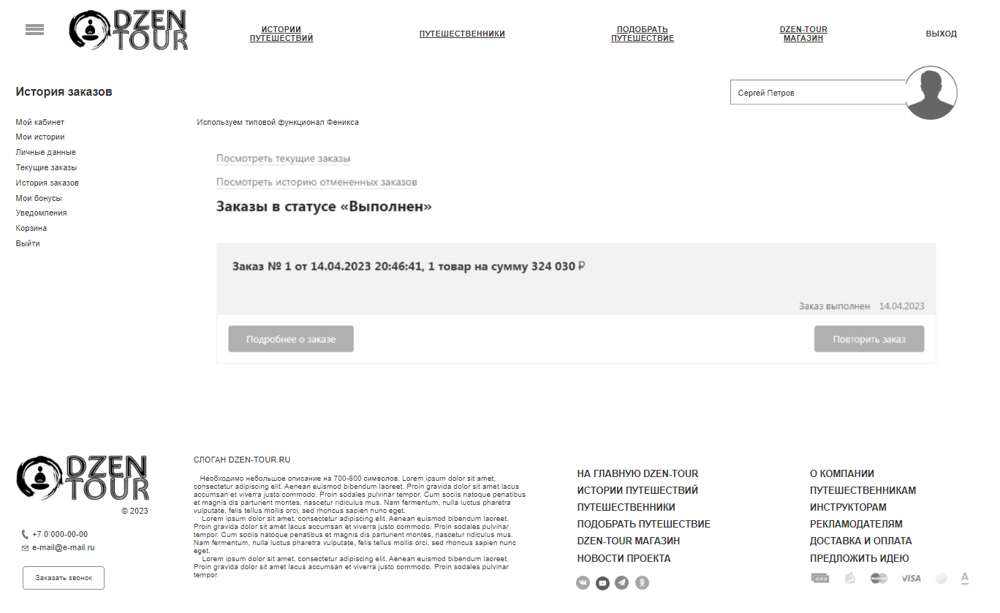 DZEN
TOUR
ИСТОРИИ
ПУТЕШЕСТВИЙ
ПУТЕШЕСТВЕННИКИ
ПОДОБРАТЬ
ПУТЕШЕСТВИЕ
DZEN-TOUR
МАГАЗИН
ВЫХОД
История заказов
Сергей Петров
Мой кабинет
Мои истории
Личные данные
Текущие заказы
История заказов
Мои бонусы
Уведомления
Корзина
Выйти
Используем типовой функционал Феникса
Посмотреть текущие заказы
Посмотреть историю отмененных заказов
Заказы в статусе «Выполнен»
Заказ № 1 от 14.04.2023 20:46:41, 1 товар на сумму 324 030 ₽
Заказ выполнен 14.04.2023
Подробнее о заказе
Повторить заказ
DZEN
TOUR
© 2023
+7 0 000-00-00
e-mail@e-mail.ru
Заказать звонок
СЛОГАН DZEN-TOUR.RU
Необходимо небольшое описание на 700-800 символов. Lorem ipsum dolor sit amet,
consectetur adipiscing elit. Aenean euismod bibendum laoreet. Proin gravida dolor sit amet lacus
accumsan et viverra justo commodo. Proin sodales pulvinar tempor. Cum sociis natoque penatibus
et magnis dis parturient montes, nascetur ridiculus mus. Nam fermentum, nulla luctus pharetra
vulputate, felis tellus mollis orci, sed rhoncus sapien nunc eget.
Lorem ipsum dolor sit amet, consectetur adipiscing elit. Aenean euismod bibendum laoreet.
Proin gravida dolor sit amet lacus accumsan et viverra justo commodo. Proin sodales pulvinar
tempor. Cum sociis natoque penatibus et magnis dis parturient montes, nascetur ridiculus mus.
Nam fermentum, nulla luctus pharetra vulputate, felis tellus mollis orci, sed rhoncus sapien nunc
eget.
Lorem ipsum dolor sit amet, consectetur adipiscing elit. Aenean euismod bibendum laoreet.
Proin gravida dolor sit amet lacus accumsan et viverra justo commodo. Proin sodales pulvinar
tempor.
НА ГЛАВНУЮ DZEN-TOUR
ИСТОРИИ ПУТЕШЕСТВИЙ
ПУТЕШЕСТВЕННИКИ
ПОДОБРАТЬ ПУТЕШЕСТВИЕ
DZEN-TOUR МАГАЗИН
НОВОСТИ ПРОЕКТА
О КОМПАНИИ
ПУТЕШЕСТВЕННИКАМ
ИНСТРУКТОРАМ
РЕКЛАМОДАТЕЛЯМ
ДОСТАВКА И ОПЛАТА
ПРЕДЛОЖИТЬ ИДЕЮ
MasterCard
VISA